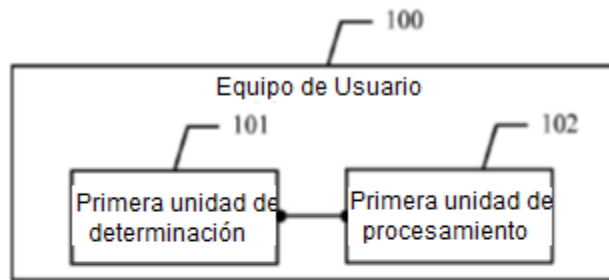 100
Equipo de Usuario
101
102
Primera unidad de
determinación
Primera unidad de
procesamiento